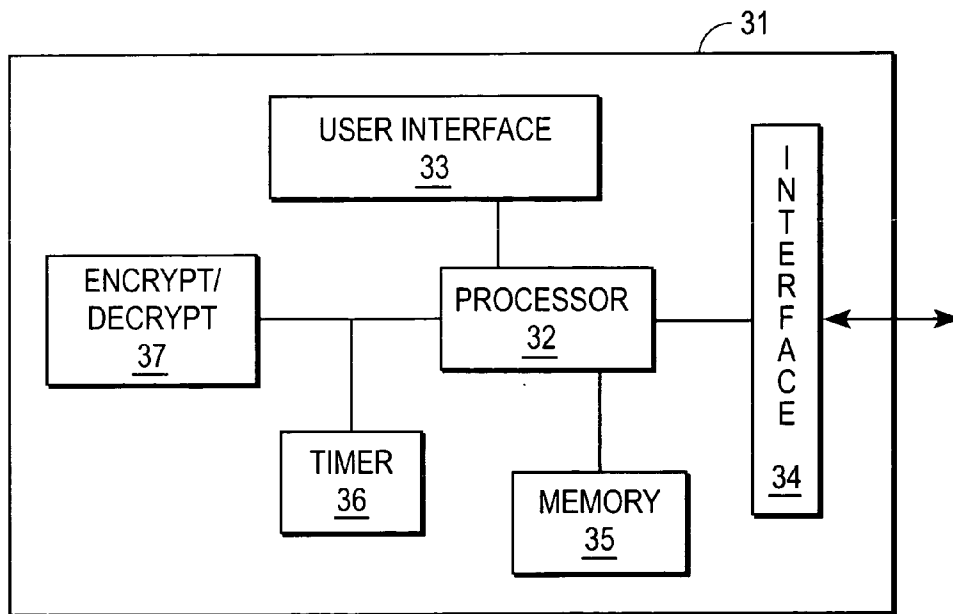 31
USER INTERFACE
33
ENCRYPT/
DECRYPT
37
PROCESSOR
32
INTERFACE
34
TIMER
36
MEMORY
35